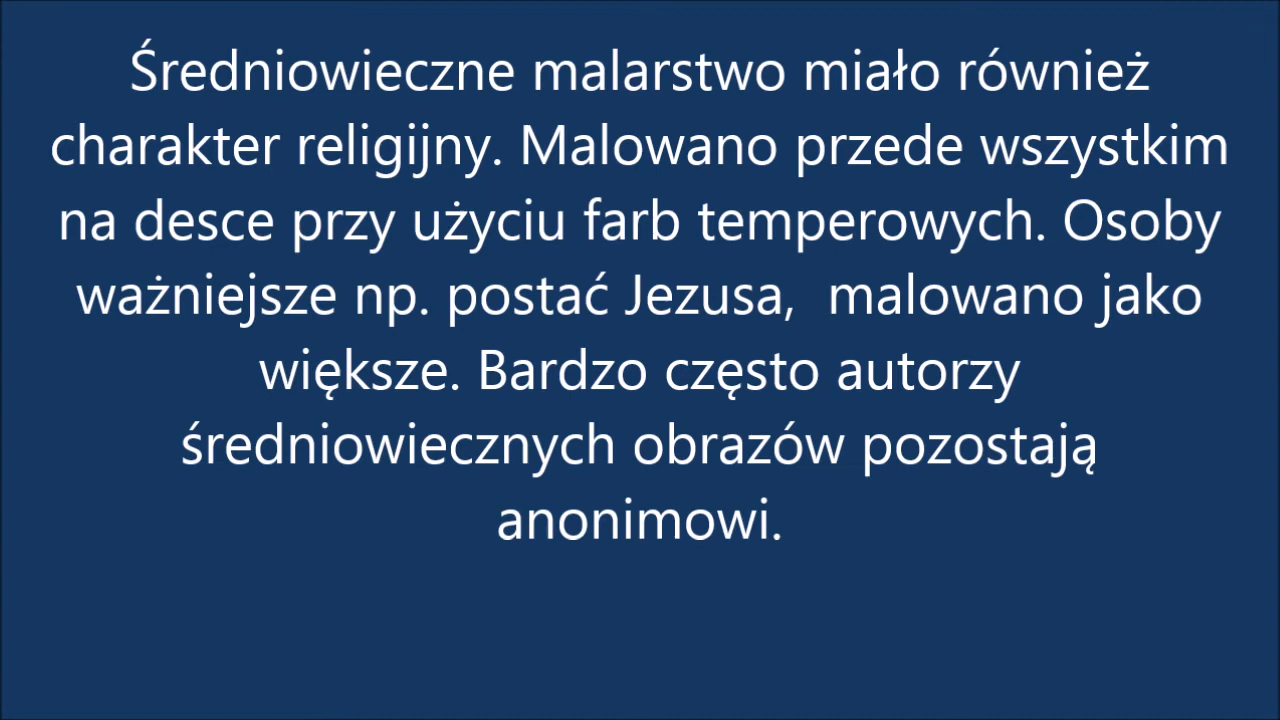 Średniowieczne malarstwo miało również
charakter religijny. Malowano przede wszystkim
na desce przy użyciu farb temperowych. Osoby
ważniejsze np. postać Jezusa,  malowano jako
większe. Bardzo często autorzy
średniowiecznych obrazów pozostają
anonimowi.